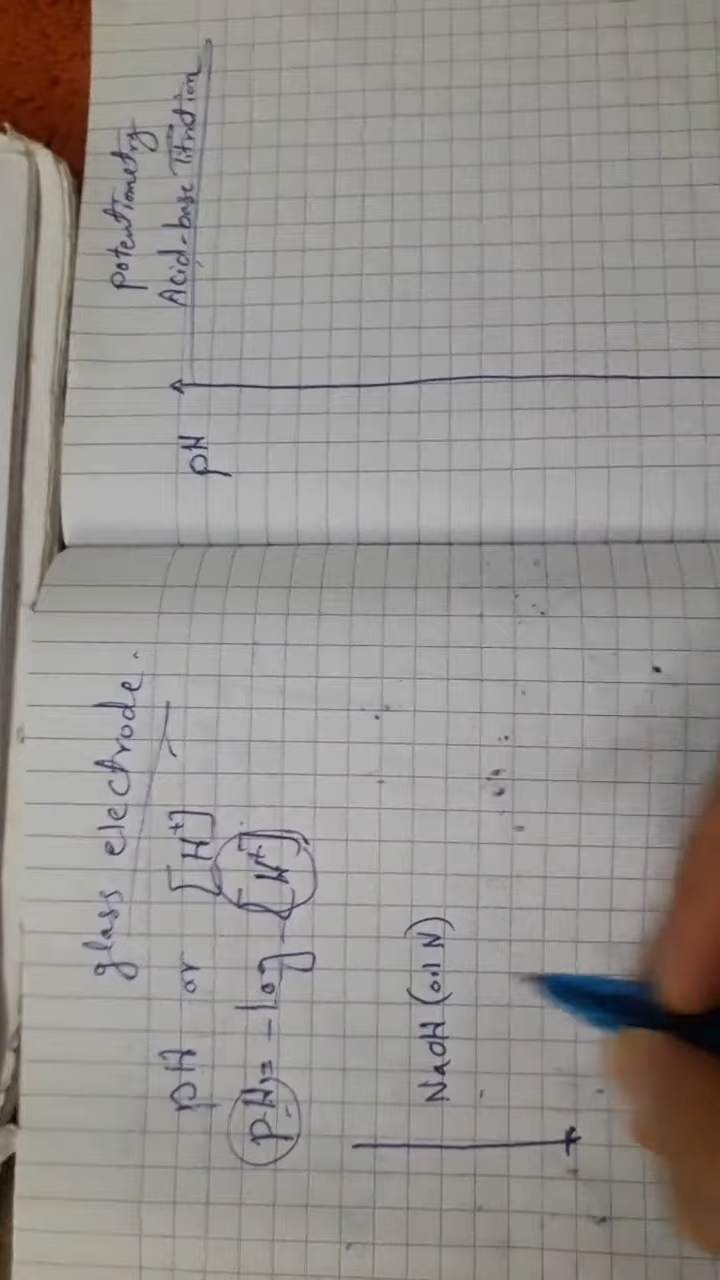 glass electrode.
pH or [H+]
pH = -log [H+]
NaOH (0.1 N)
Potentiometry
Acid-base Titration
pH